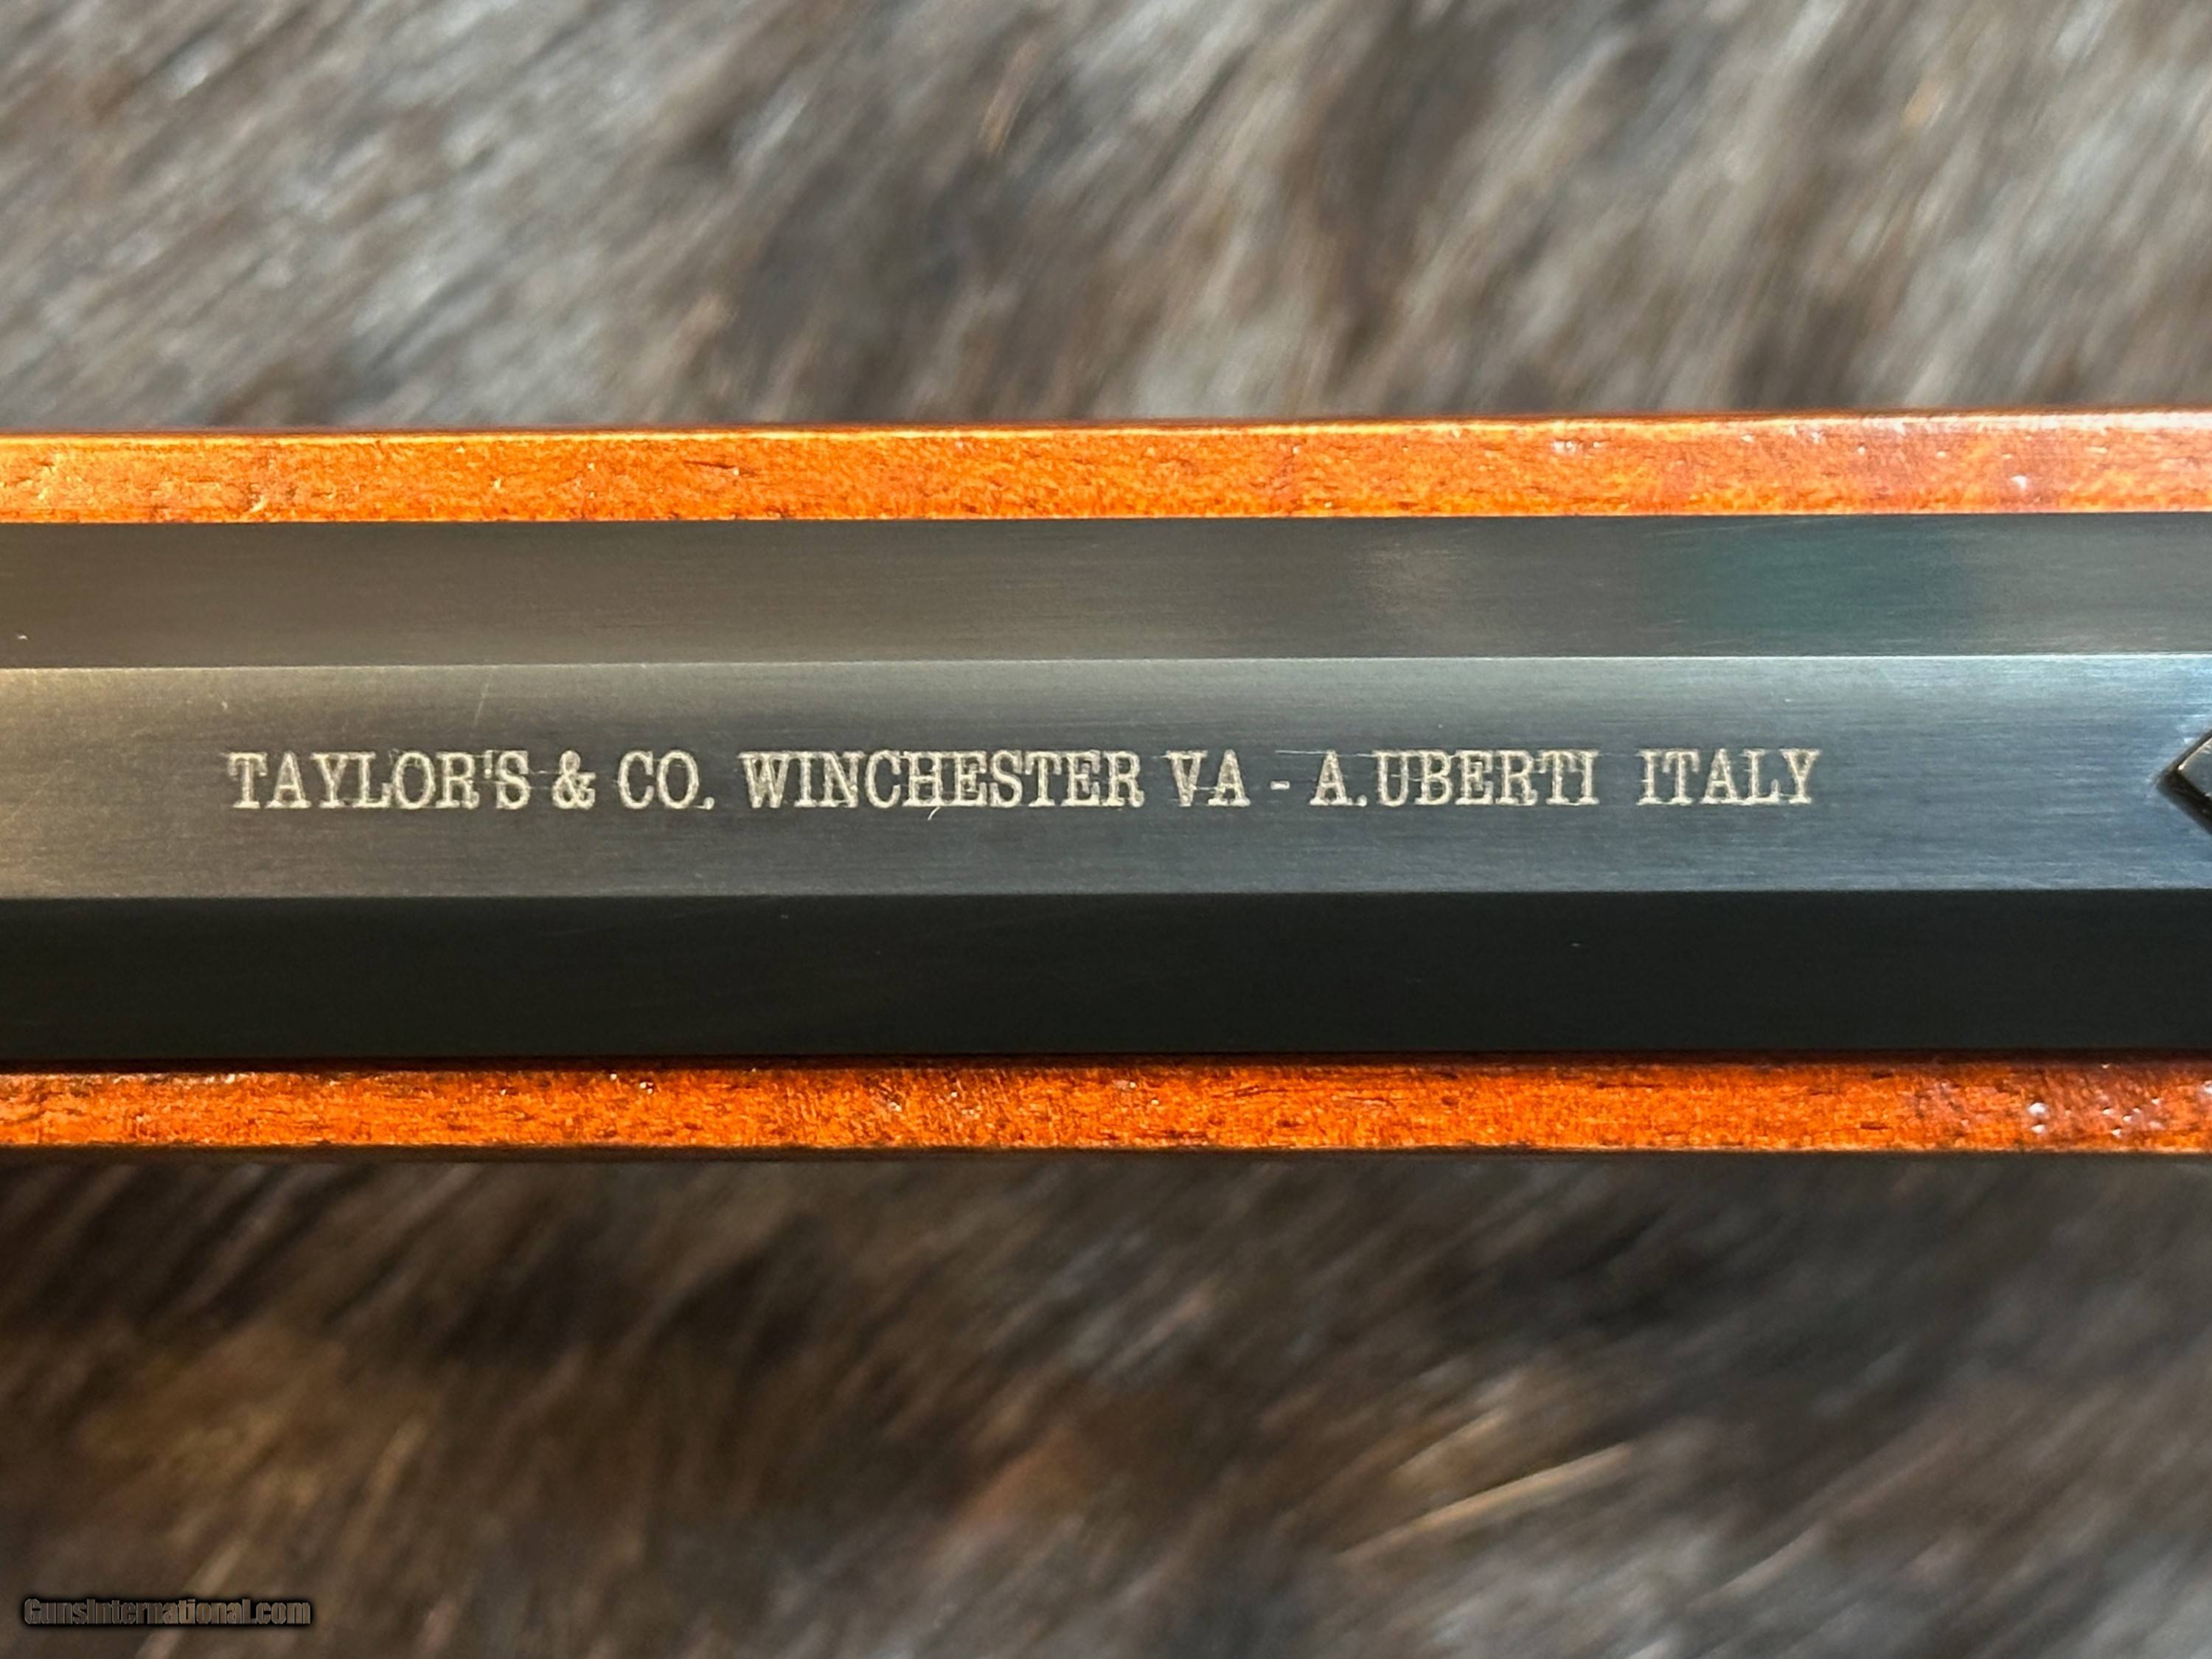 TAYLOR'S & CO. WINCHESTER VA - A.UBERTI ITALY
GunsInternational.com